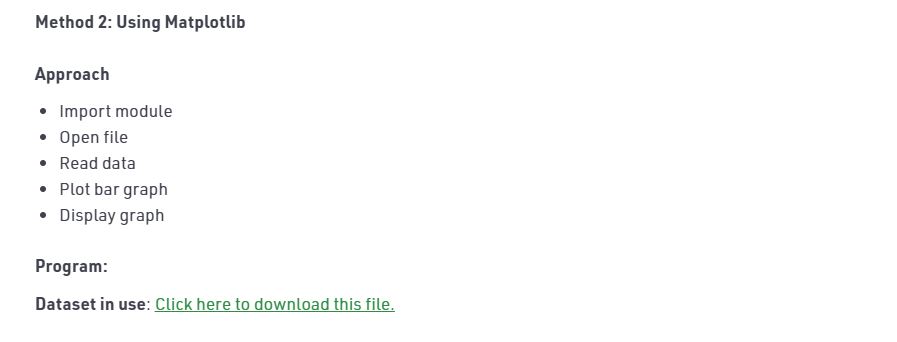 Method 2: Using Matplotlib
Approach
Import module
Open file
Read data
Plot bar graph
Display graph
Program:
Dataset in use: Click here to download this file.